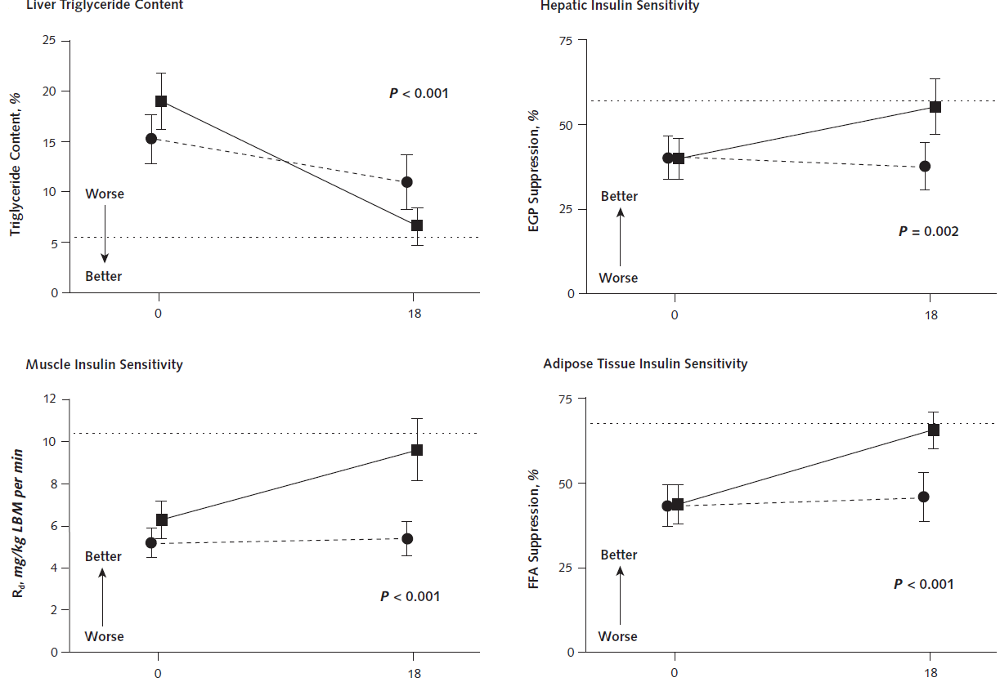 Liver Triglyceride Content
Triglyceride Content, %
25
20
15
10
5
0
Worse
Better
P < 0.001
0
18
Hepatic Insulin Sensitivity
EGP Suppression, %
75
50
25
0
Better
Worse
P = 0.002
0
18
Muscle Insulin Sensitivity
Rd, mg/kg LBM per min
12
10
8
6
4
2
0
Better
Worse
P < 0.001
0
18
Adipose Tissue Insulin Sensitivity
FFA Suppression, %
75
50
25
0
Better
Worse
P < 0.001
0
18